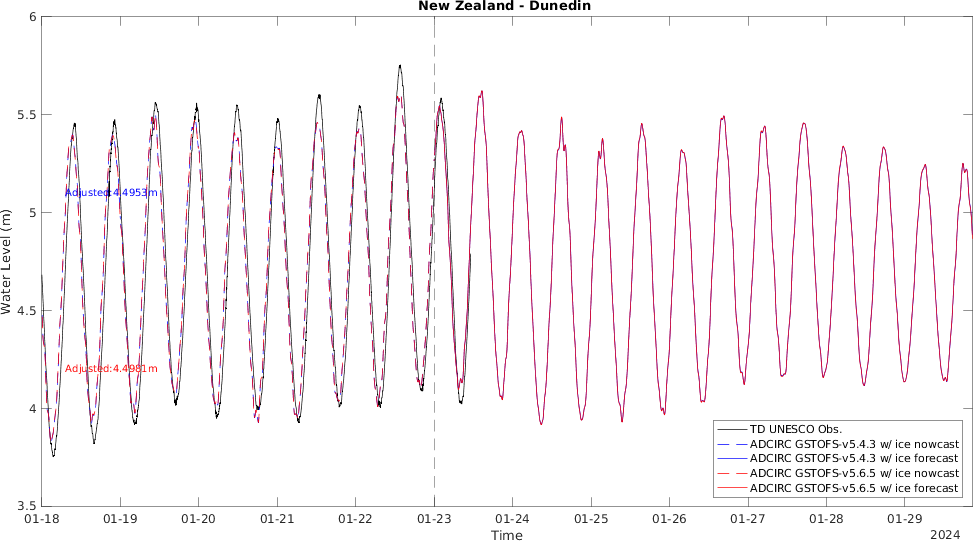 New Zealand - Dunedin
6
5.5
5
4.5
4
3.5
Water Level (m)
Adjusted:4.4953m
Adjusted:4.4981m
TD UNESCO Obs.
ADCIRC GSTOFS-v5.4.3 w/ ice nowcast
ADCIRC GSTOFS-v5.4.3 w/ ice forecast
ADCIRC GSTOFS-v5.6.5 w/ ice nowcast
ADCIRC GSTOFS-v5.6.5 w/ ice forecast
01-18 01-19 01-20 01-21 01-22 01-23 01-24 01-25 01-26 01-27 01-28 01-29
Time
2024